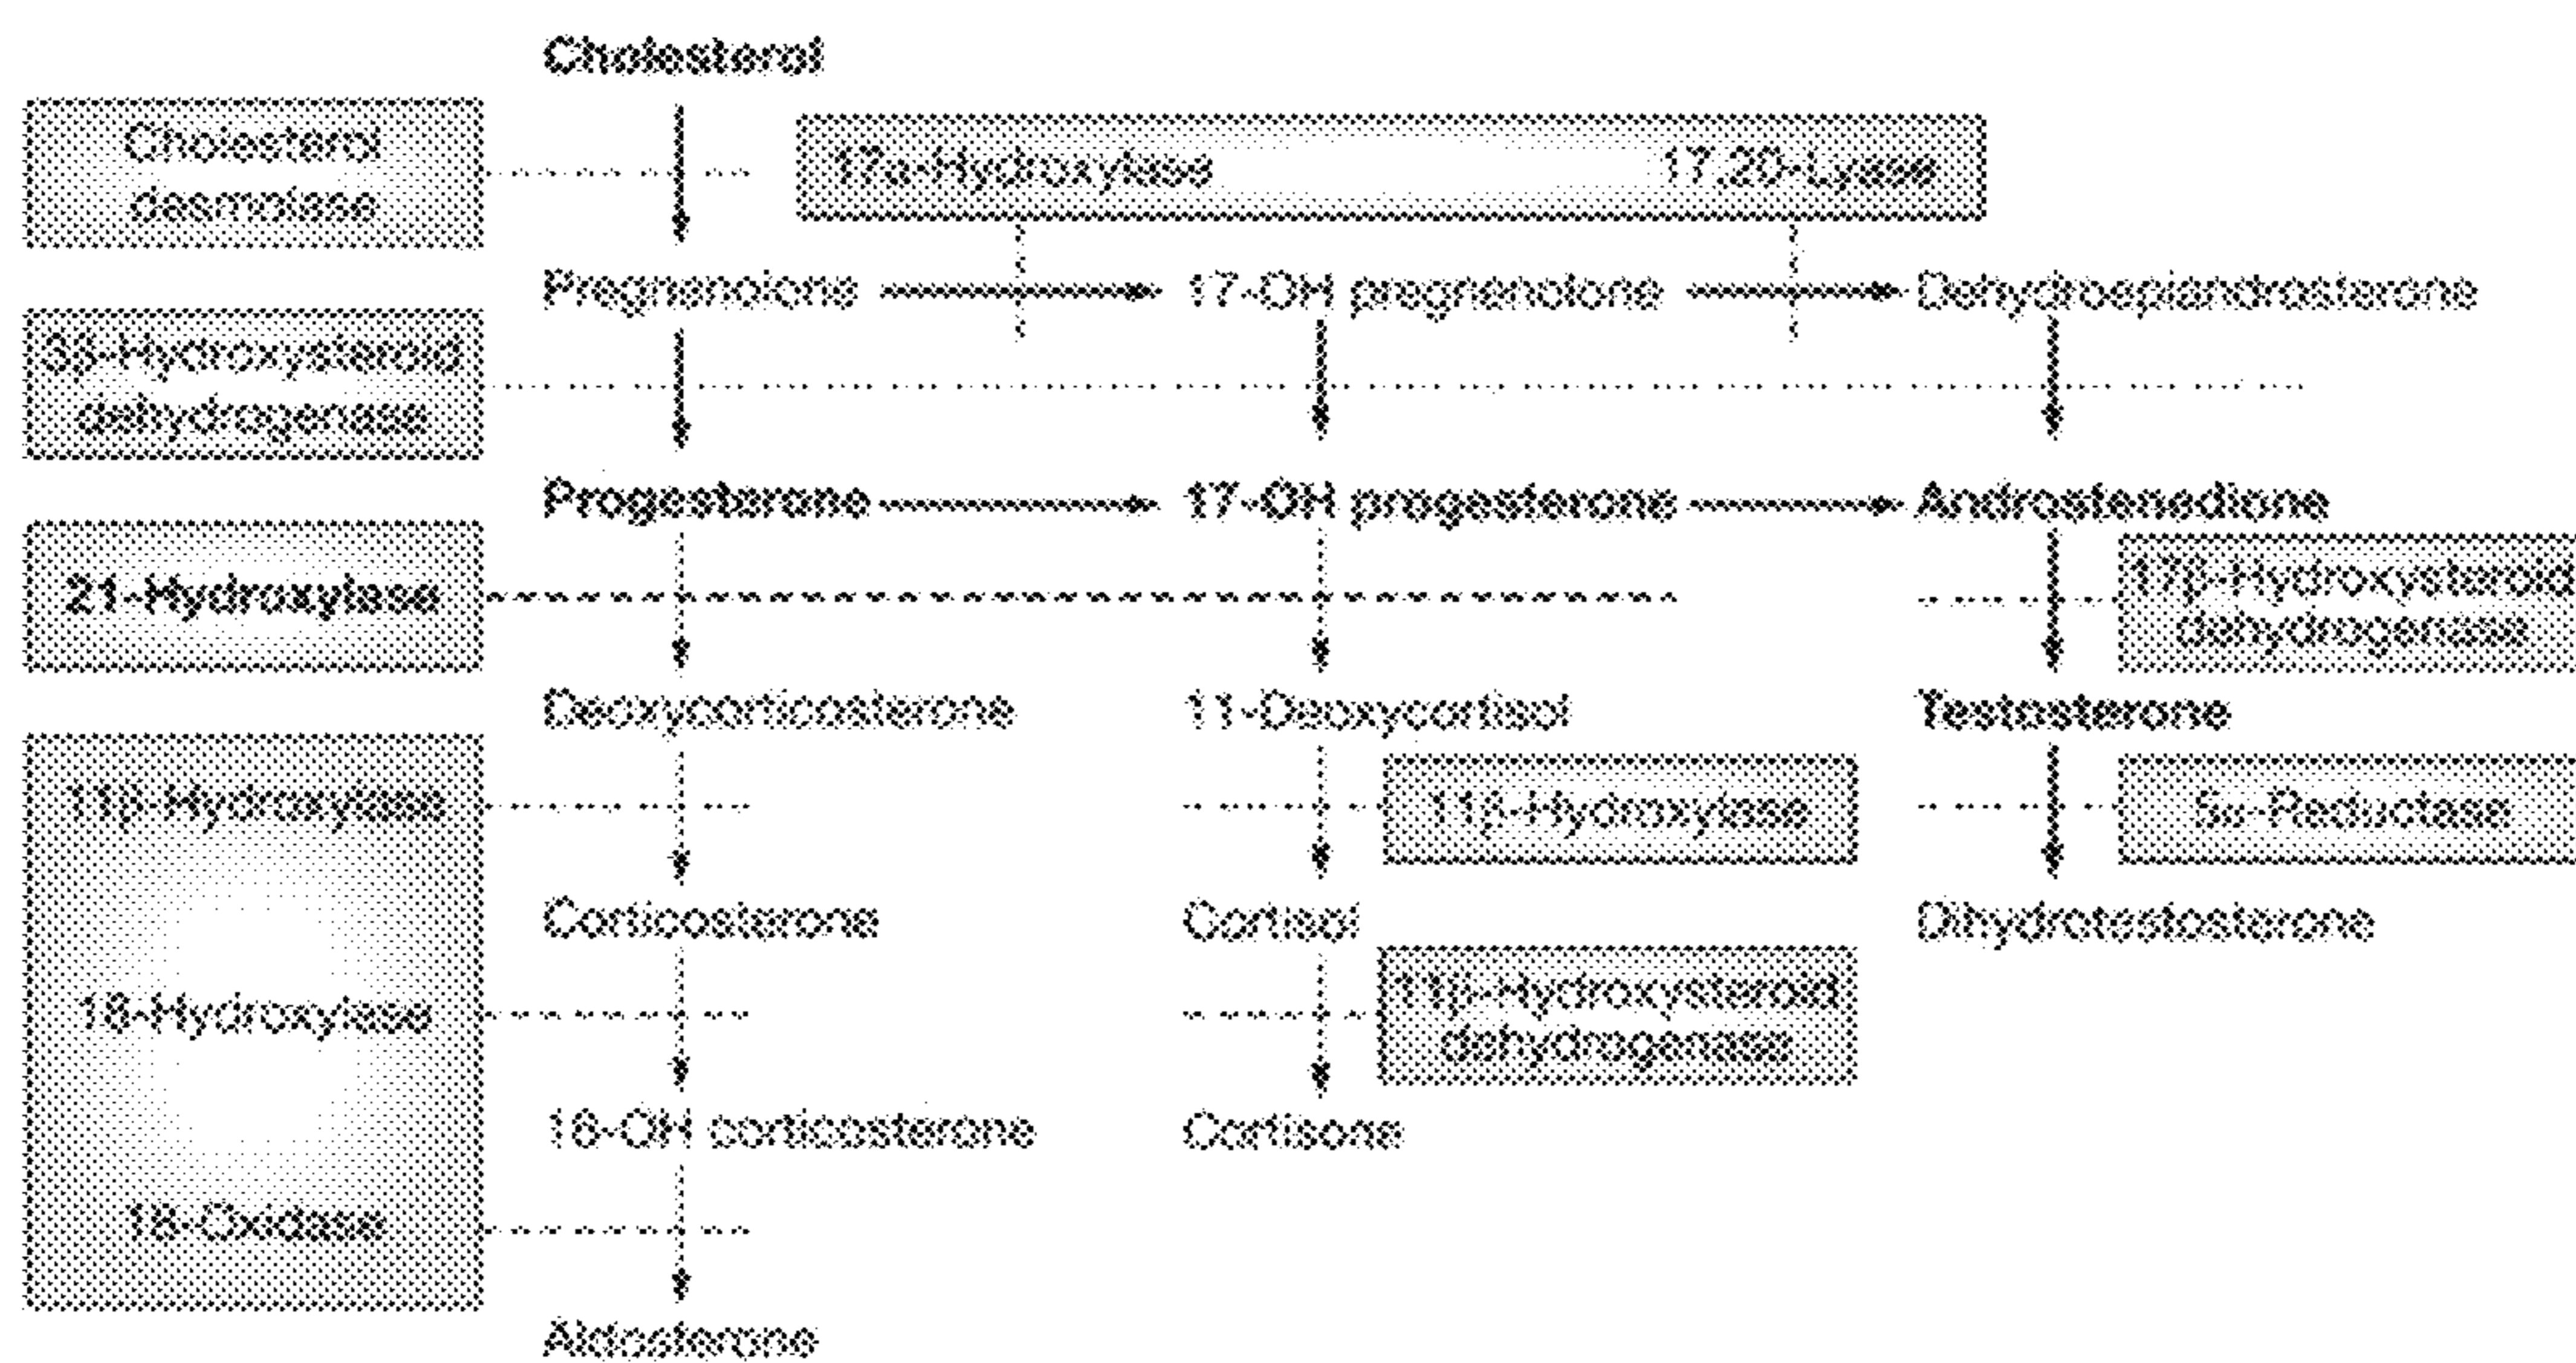 Cholesterol
Cholesterol
desmolase
17α-Hydroxylase 17,20-Lyase
Pregnenolone 17-OH pregnenolone Dehydroepiandrosterone
3β-Hydroxysteroid
dehydrogenase
Progesterone 17-OH progesterone Androstenedione
21-Hydroxylase
17β-Hydroxysteroid
dehydrogenase
Deoxycorticosterone 11-Deoxycortisol Testosterone
11β-Hydroxylase 11β-Hydroxylase 5α-Reductase
Corticosterone Cortisol Dihydrotestosterone
18-Hydroxylase
11β-Hydroxysteroid
dehydrogenase
18-OH corticosterone Cortisone
18-Oxidase
Aldosterone